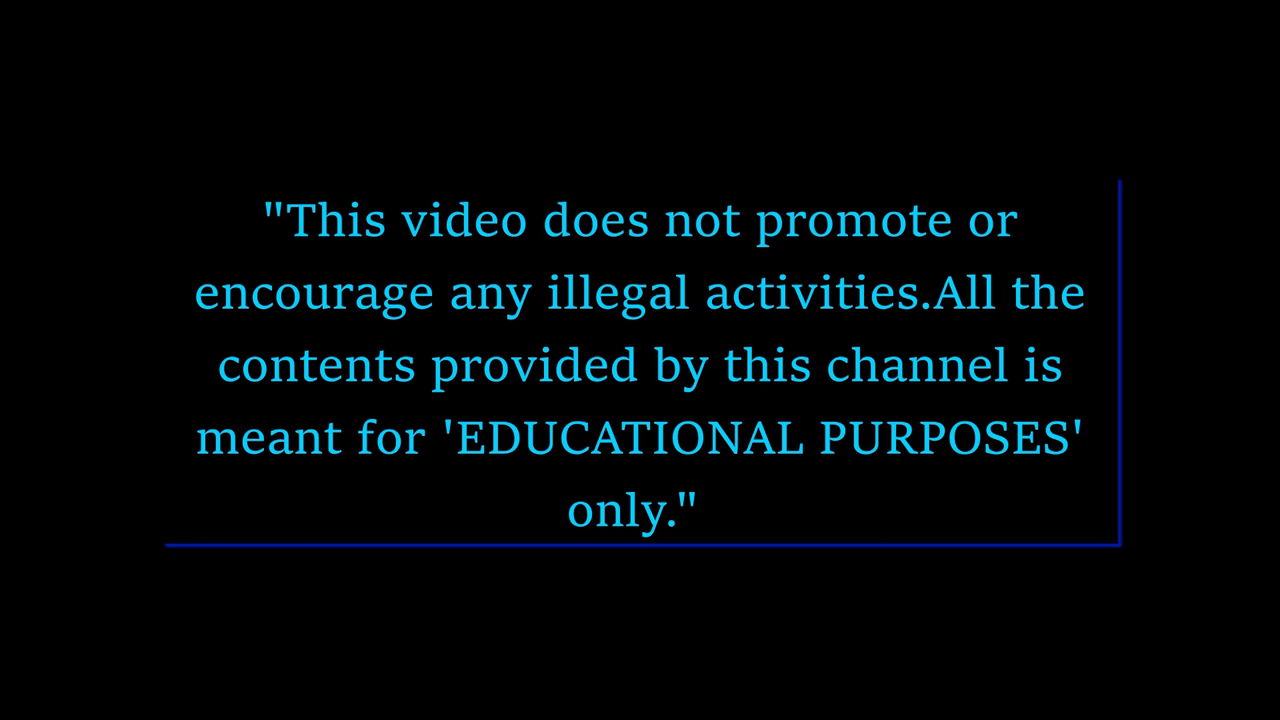 "This video does not promote or
encourage any illegal activities.All the
contents provided by this channel is
meant for 'EDUCATIONAL PURPOSES'
only."